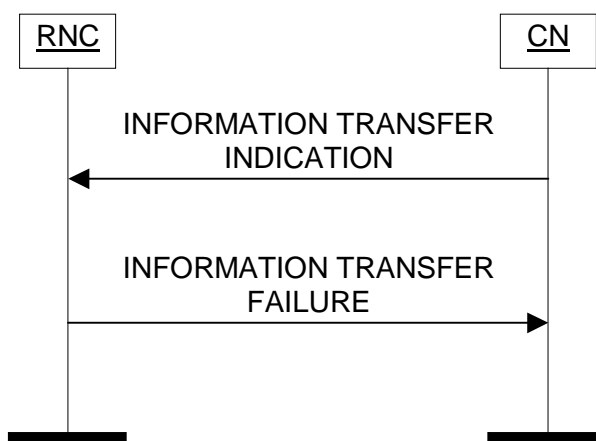 RNC
CN
INFORMATION TRANSFER
INDICATION
INFORMATION TRANSFER
FAILURE